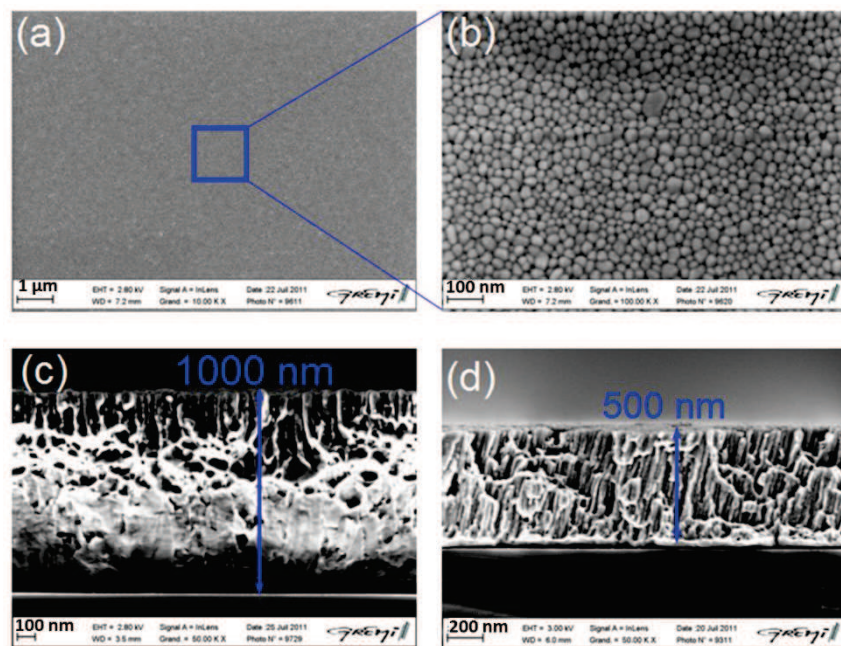 (a)
1 µm
EHT = 2.80 kV Signal A = InLens Date :22 Juil 2011
WD = 7.2 mm Grand. = 10.00 K X Photo N° = 9611
GREMI
(b)
100 nm
EHT = 2.80 kV Signal A = InLens Date :22 Juil 2011
WD = 7.2 mm Grand. = 100.00 K X Photo N° = 9620
GREMI
(c)
1000 nm
100 nm
EHT = 2.80 kV Signal A = InLens Date :25 Juil 2011
WD = 3.5 mm Grand. = 50.00 K X Photo N° = 9729
GREMI
(d)
500 nm
200 nm
EHT = 3.00 kV Signal A = InLens Date :20 Juil 2011
WD = 6.0 mm Grand. = 50.00 K X Photo N° = 9311
GREMI